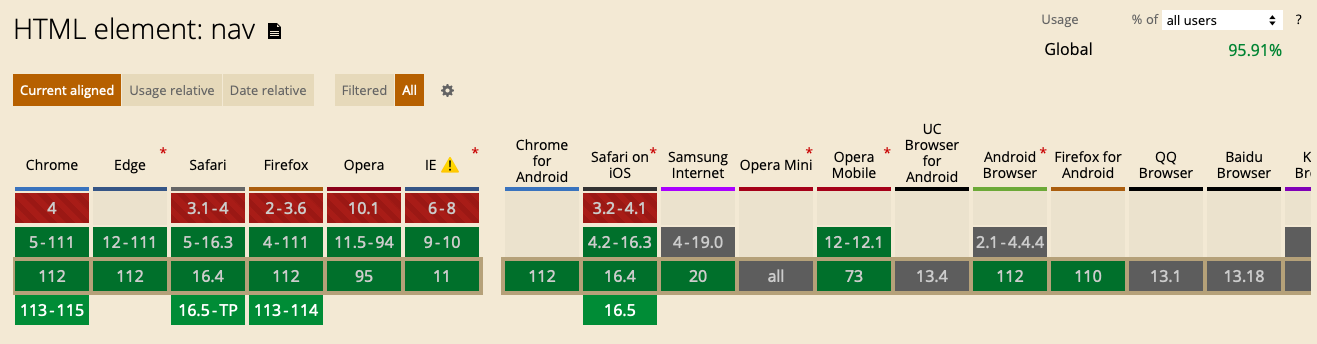 HTML element: nav
Usage % of all users ?
Global 95.91%
Current aligned Usage relative Date relative Filtered All
Chrome Edge * Safari Firefox Opera IE *
Chrome for Android Safari on iOS * Samsung Internet Opera Mini * Opera Mobile * UC Browser for Android Android Browser * Firefox for Android QQ Browser Baidu Browser
4 3.1-4 2-3.6 10.1 6-8 3.2-4.1
5-111 12-111 5-16.3 4-111 11.5-94 9-10 4.2-16.3 4-19.0 12-12.1 2.1-4.4.4
112 112 16.4 112 95 11 112 16.4 20 all 73 13.4 112 110 13.1 13.18
113-115 16.5-TP 113-114 16.5